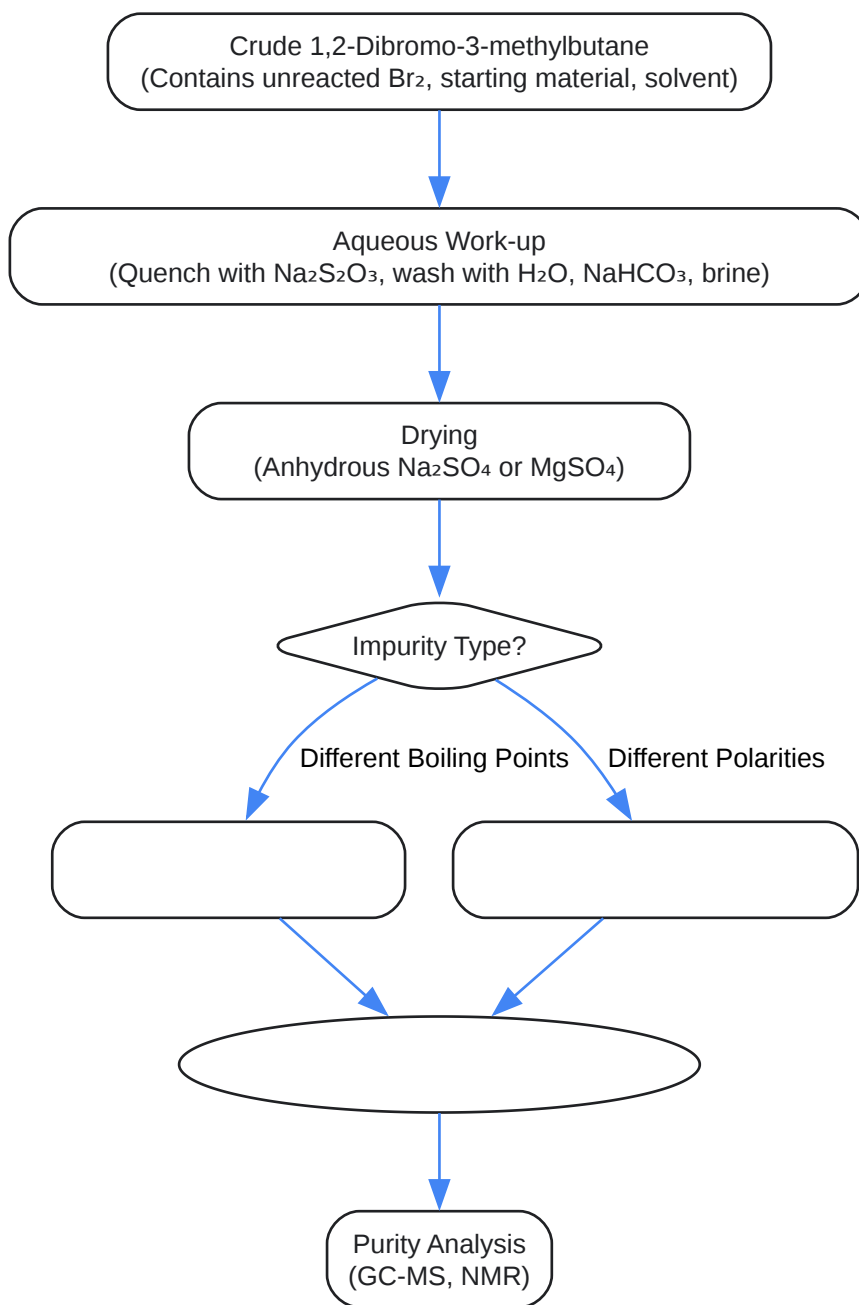 Crude 1,2-Dibromo-3-methylbutane
(Contains unreacted Br₂, starting material, solvent)
Aqueous Work-up
(Quench with Na₂S₂O₃, wash with H₂O, NaHCO₃, brine)
Drying
(Anhydrous Na₂SO₄ or MgSO₄)
Impurity Type?
Different Boiling Points
Different Polarities
Purity Analysis
(GC-MS, NMR)